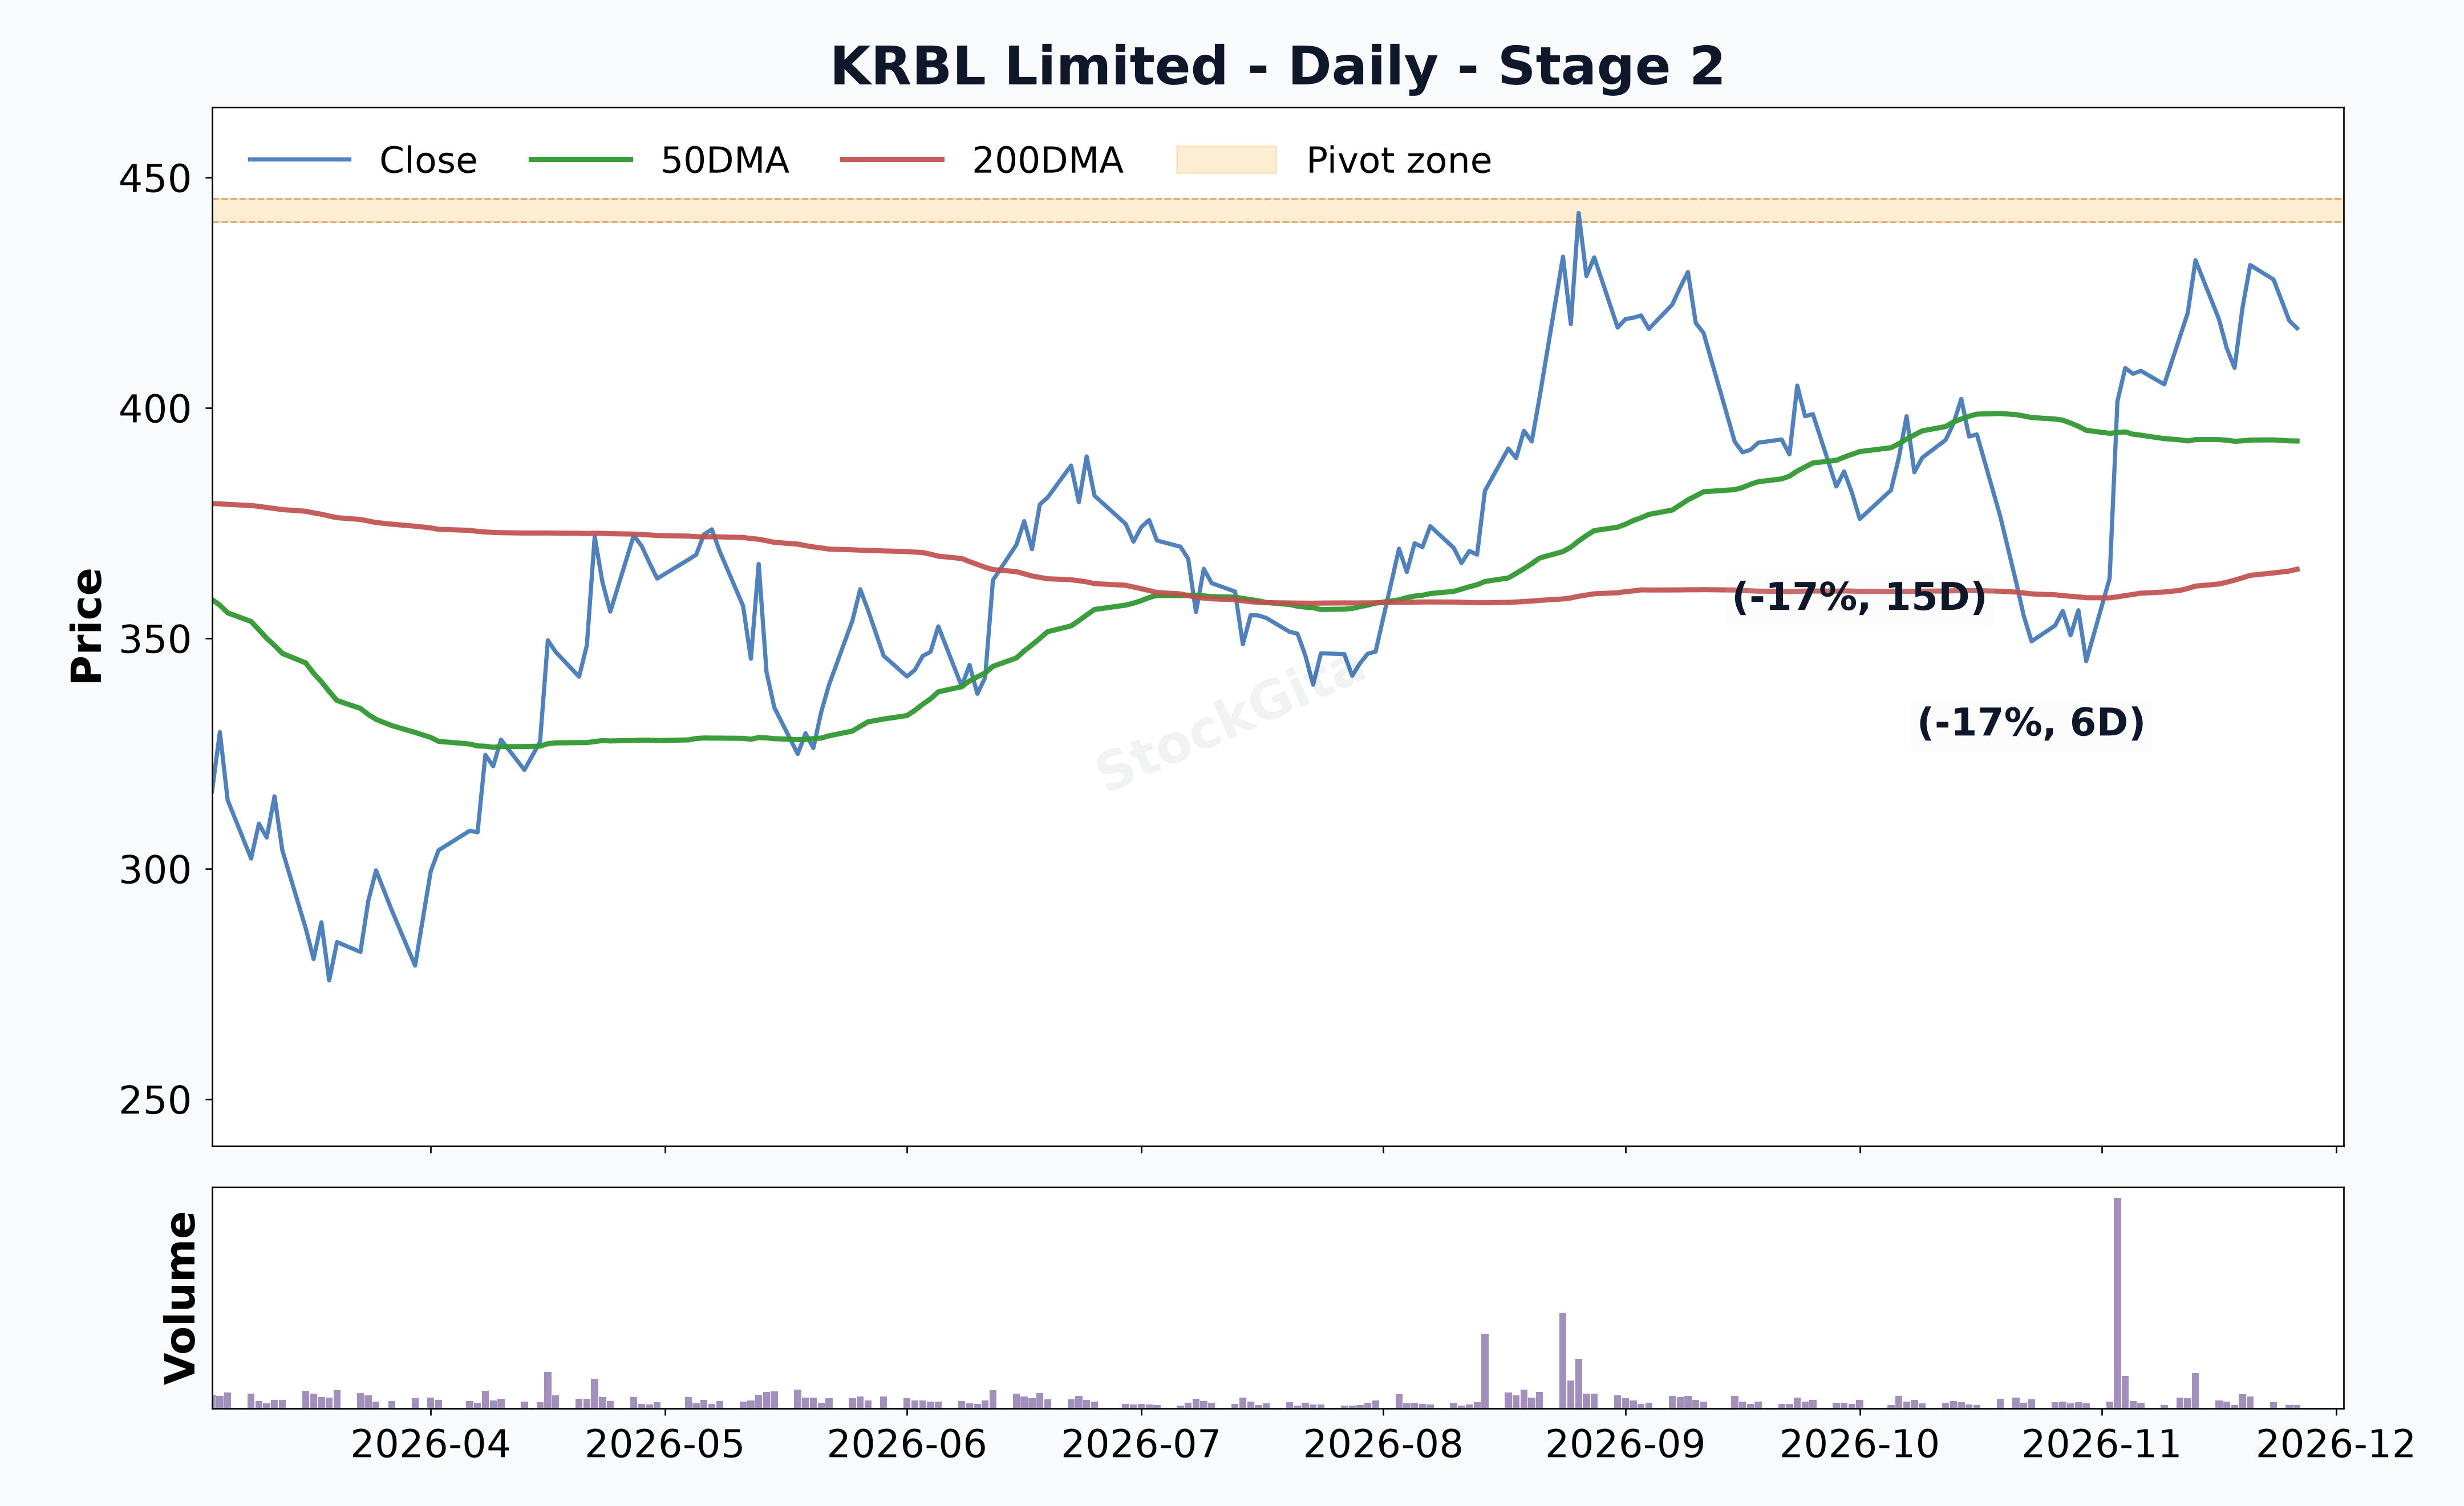 KRBL Limited - Daily - Stage 2
Close 50DMA 200DMA Pivot zone
Price
450
400
350
300
250
(-17%, 15D)
(-17%, 6D)
StockGita
Volume
2026-04 2026-05 2026-06 2026-07 2026-08 2026-09 2026-10 2026-11 2026-12